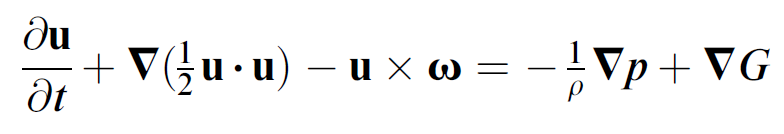 ∂𝐮/∂t + ∇(½𝐮 · 𝐮) − 𝐮 × 𝛚 = −(1/ρ)∇p + ∇G